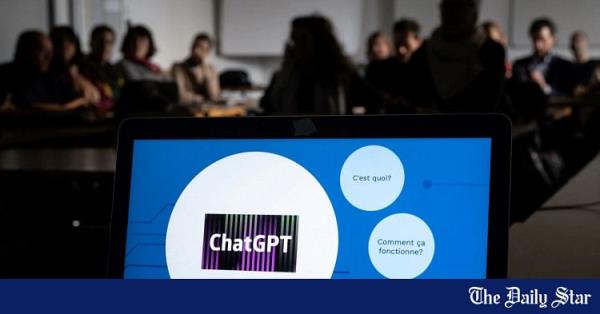 C'est quoi?
ChatGPT
Comment ça
fonctionne?
The Daily Star